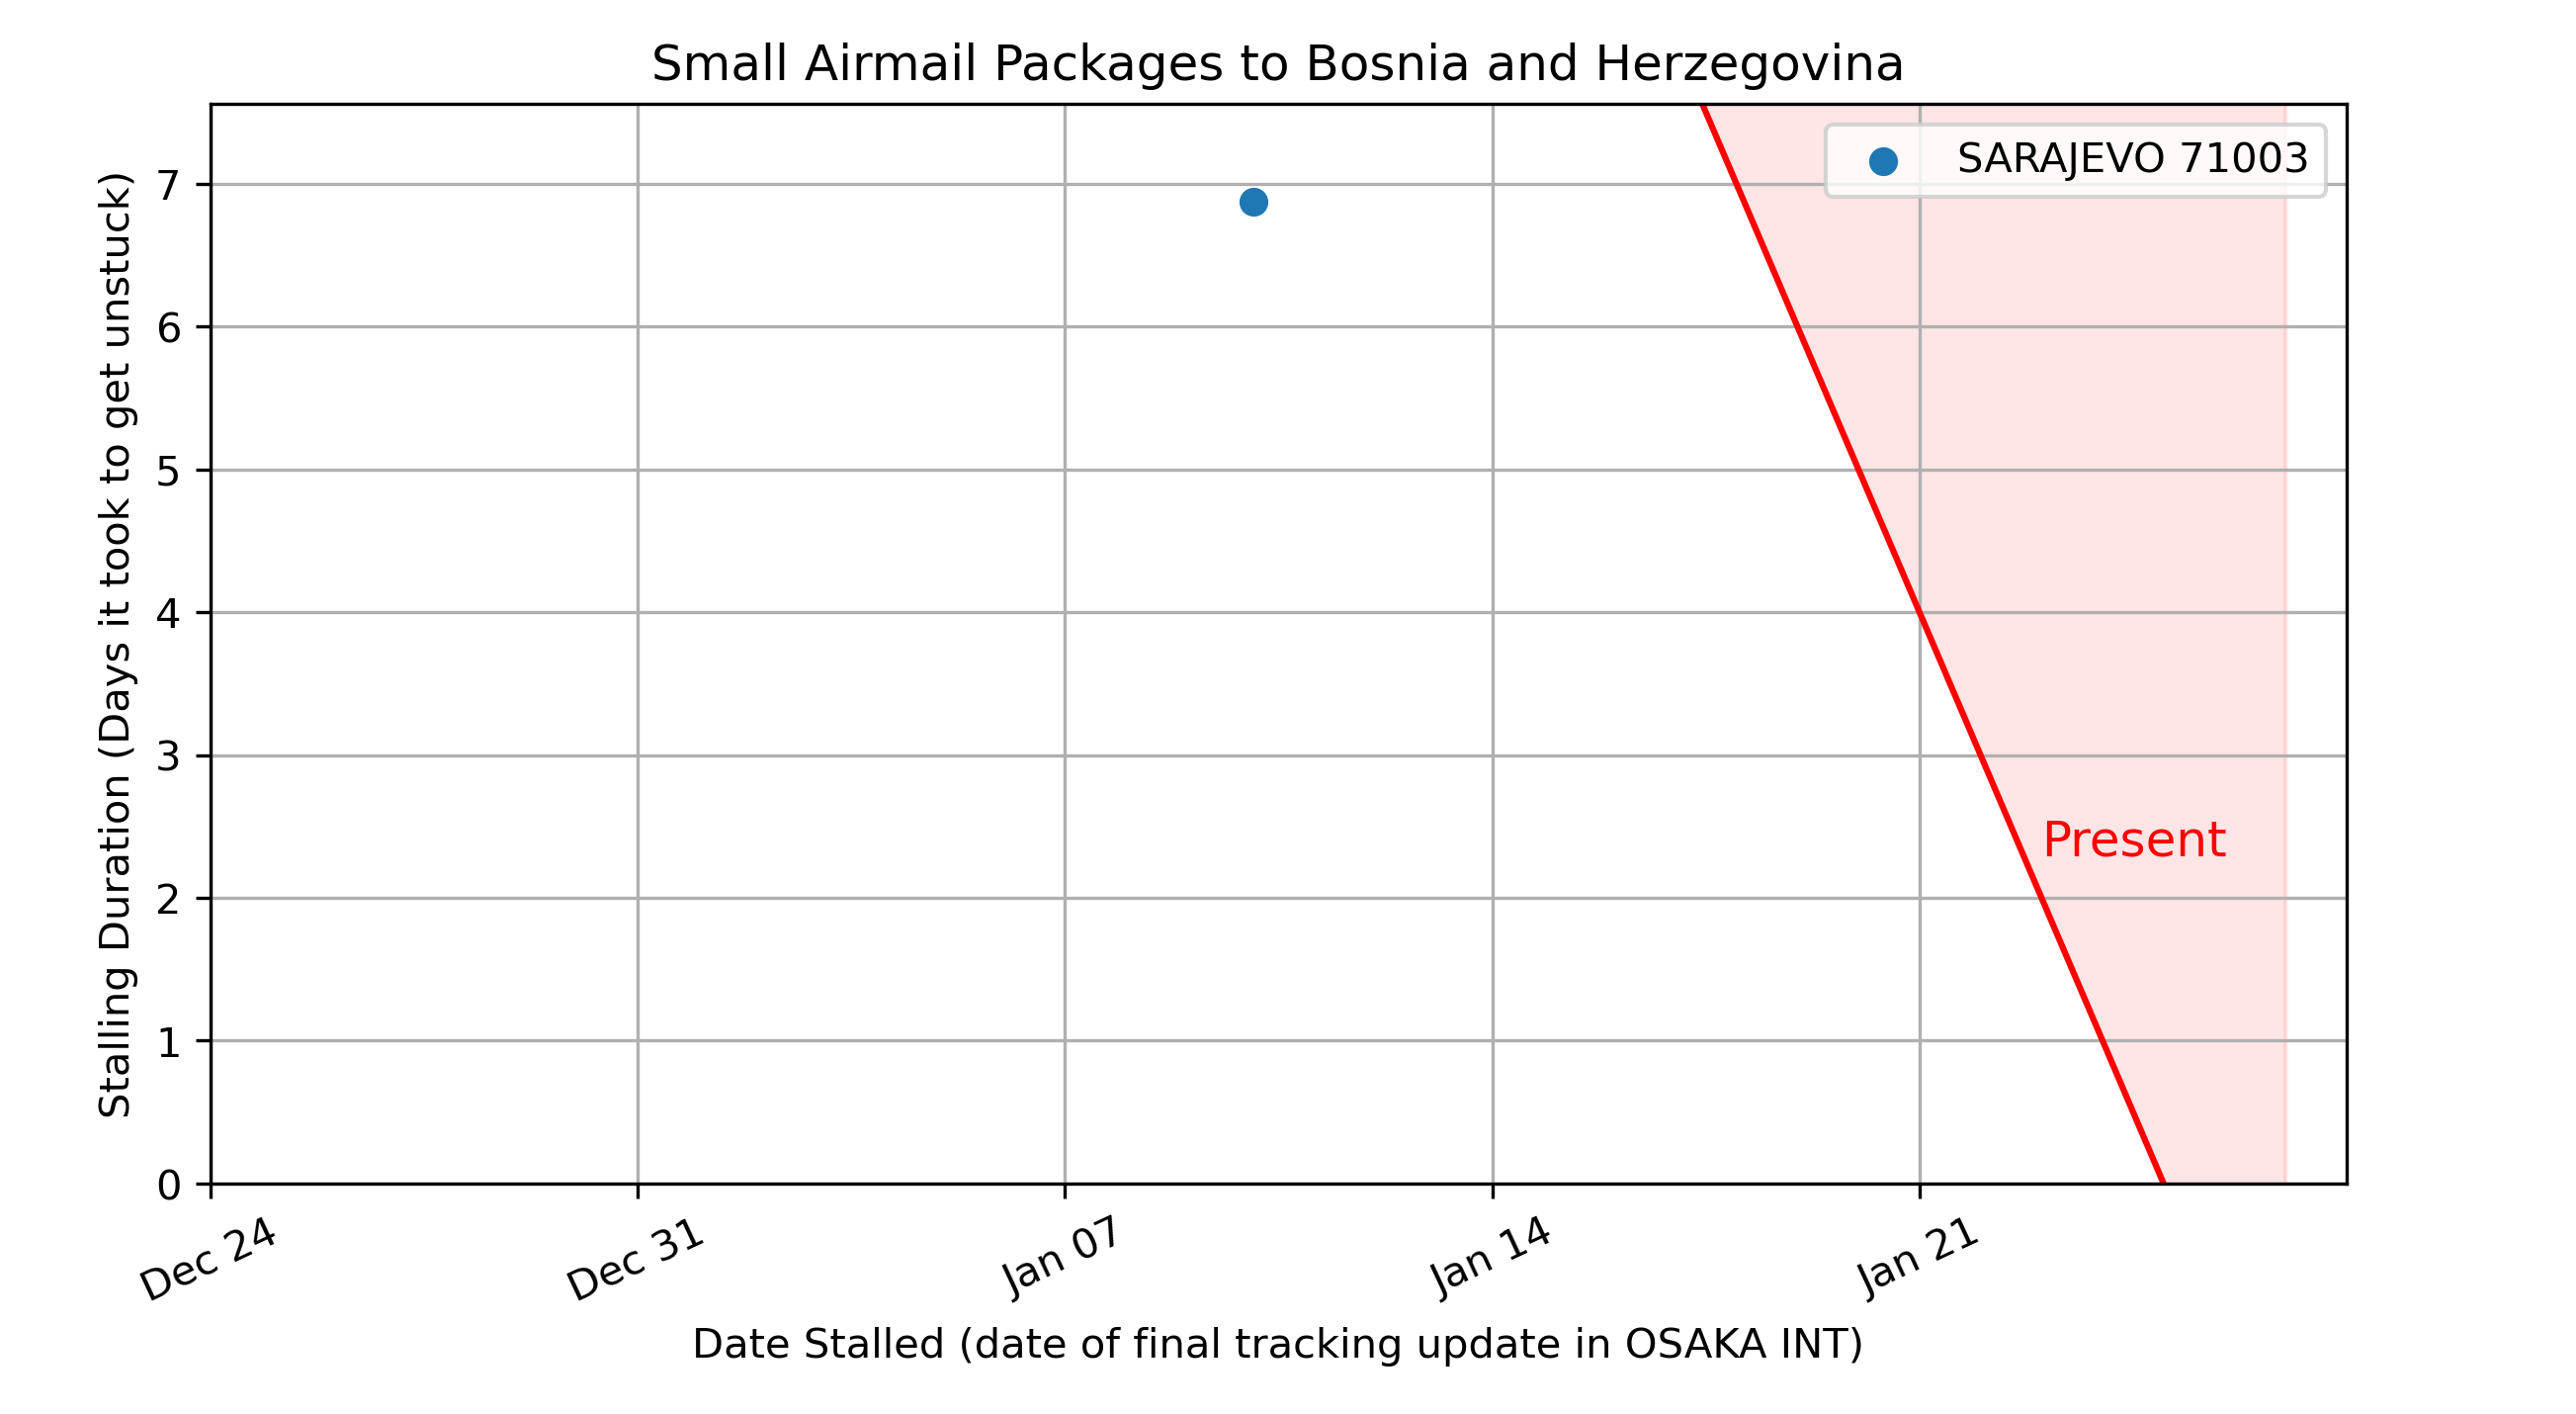 Small Airmail Packages to Bosnia and Herzegovina
SARAJEVO 71003
Stalling Duration (Days it took to get unstuck)
7
6
5
4
3
2
1
0
Present
Dec 24
Dec 31
Jan 07
Jan 14
Jan 21
Date Stalled (date of final tracking update in OSAKA INT)